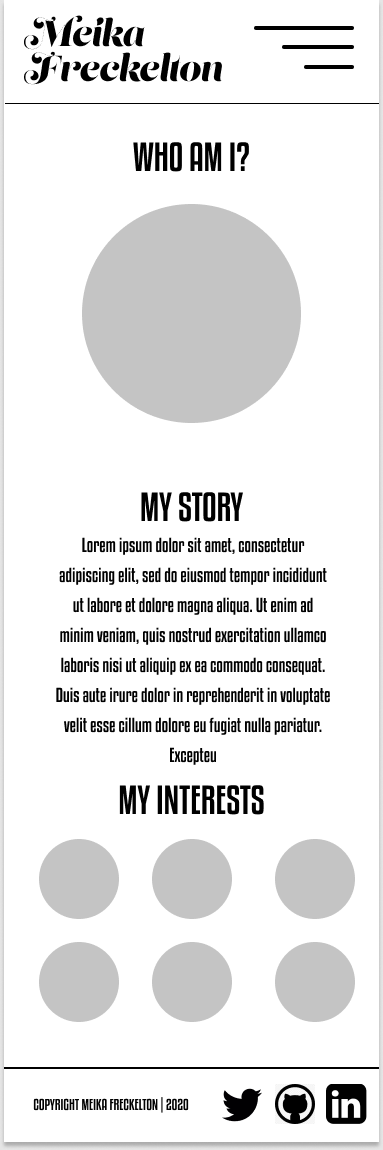 Meika
Freckelton
WHO AM I?
MY STORY
Lorem ipsum dolor sit amet, consectetur
adipiscing elit, sed do eiusmod tempor incididunt
ut labore et dolore magna aliqua. Ut enim ad
minim veniam, quis nostrud exercitation ullamco
laboris nisi ut aliquip ex ea commodo consequat.
Duis aute irure dolor in reprehenderit in voluptate
velit esse cillum dolore eu fugiat nulla pariatur.
Excepteu
MY INTERESTS
COPYRIGHT MEIKA FRECKELTON | 2020
in